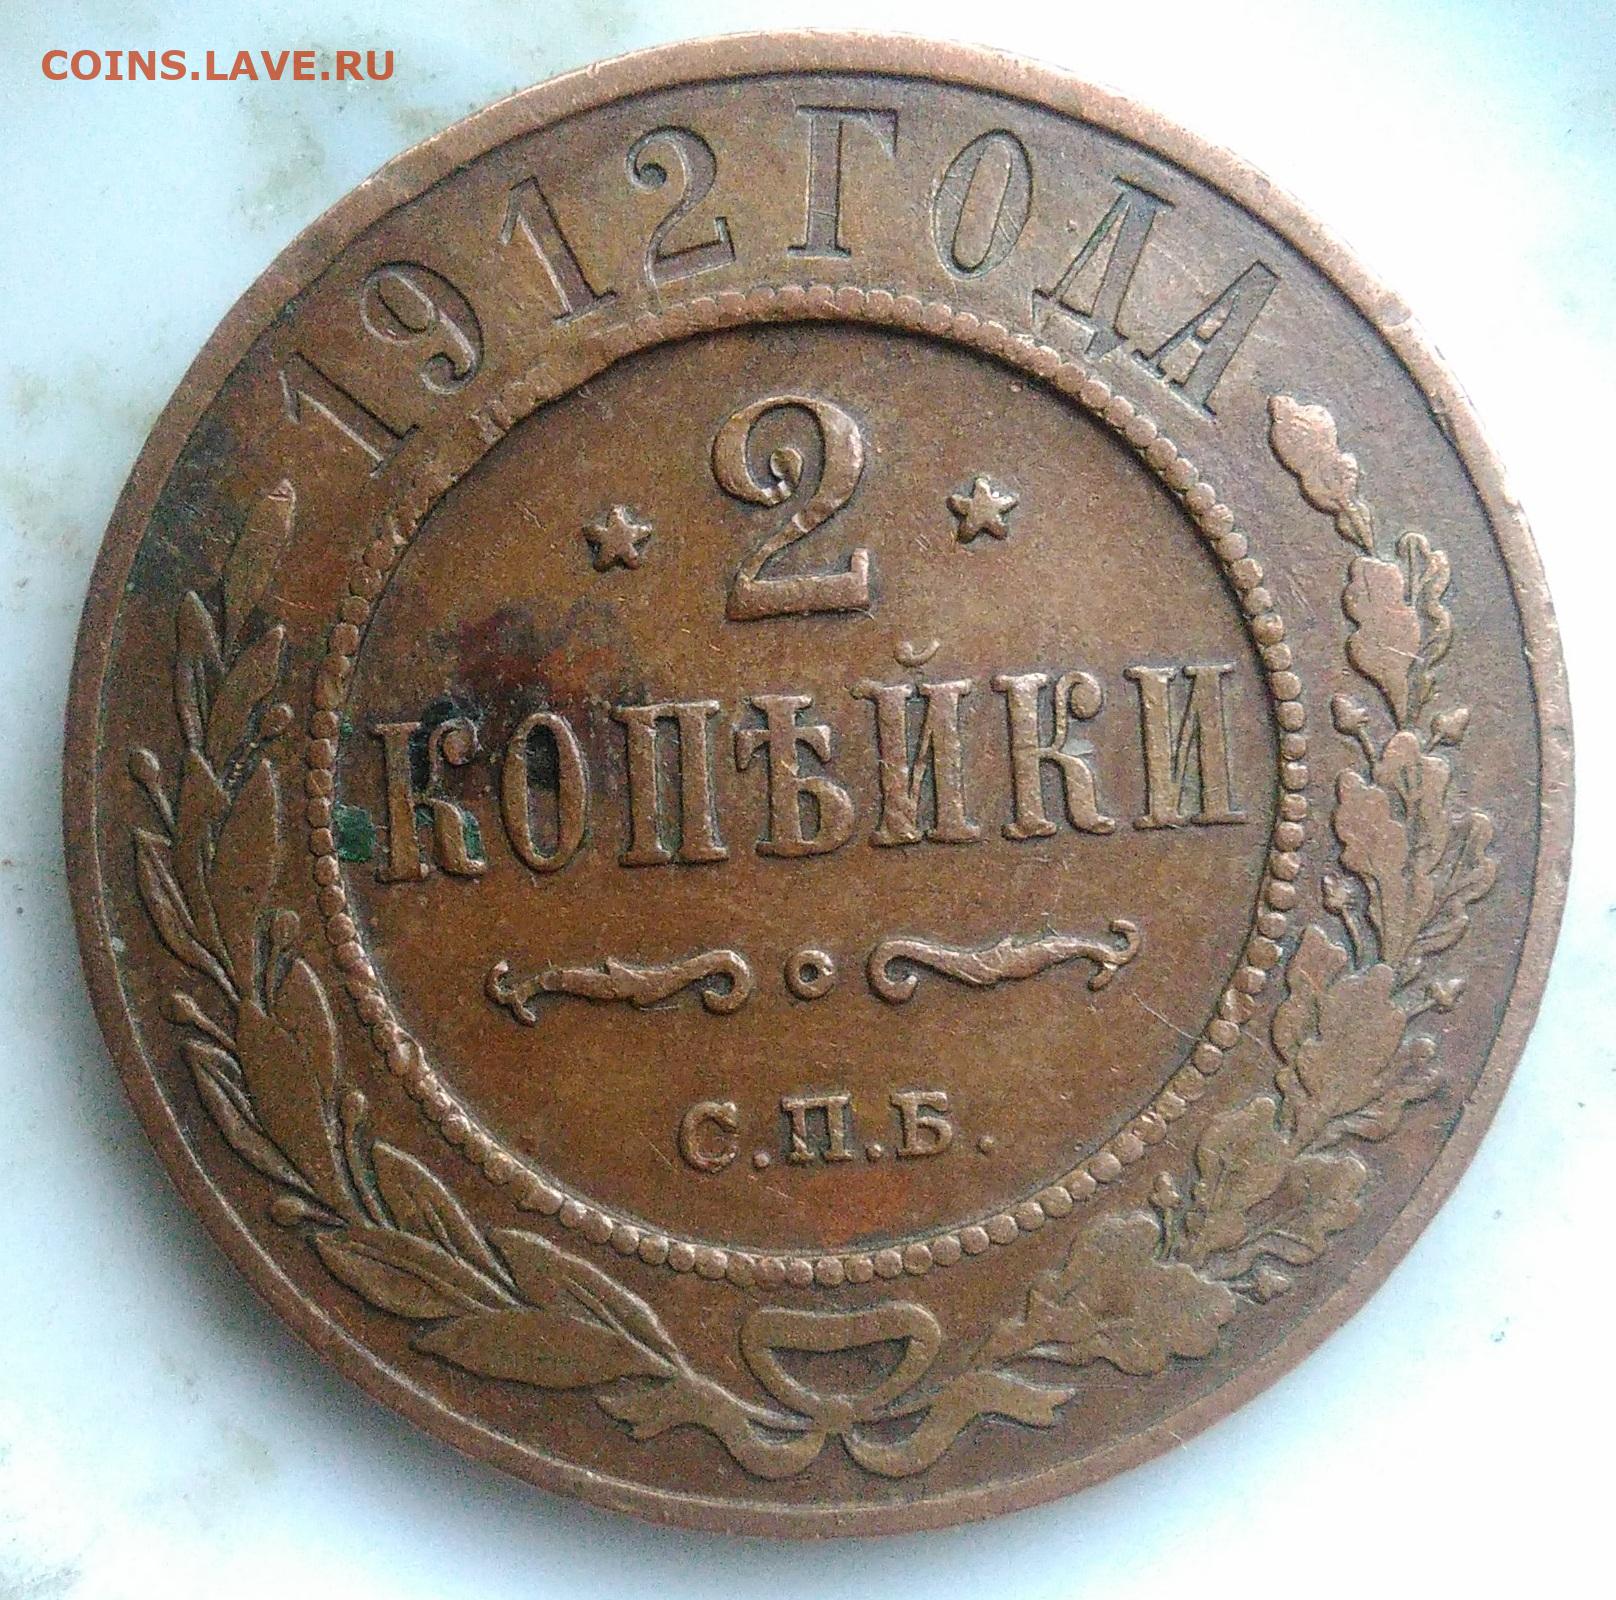 COINS.LAVE.RU
1912 ГОДА
2
КОПѢЙКИ
С.П.Б.